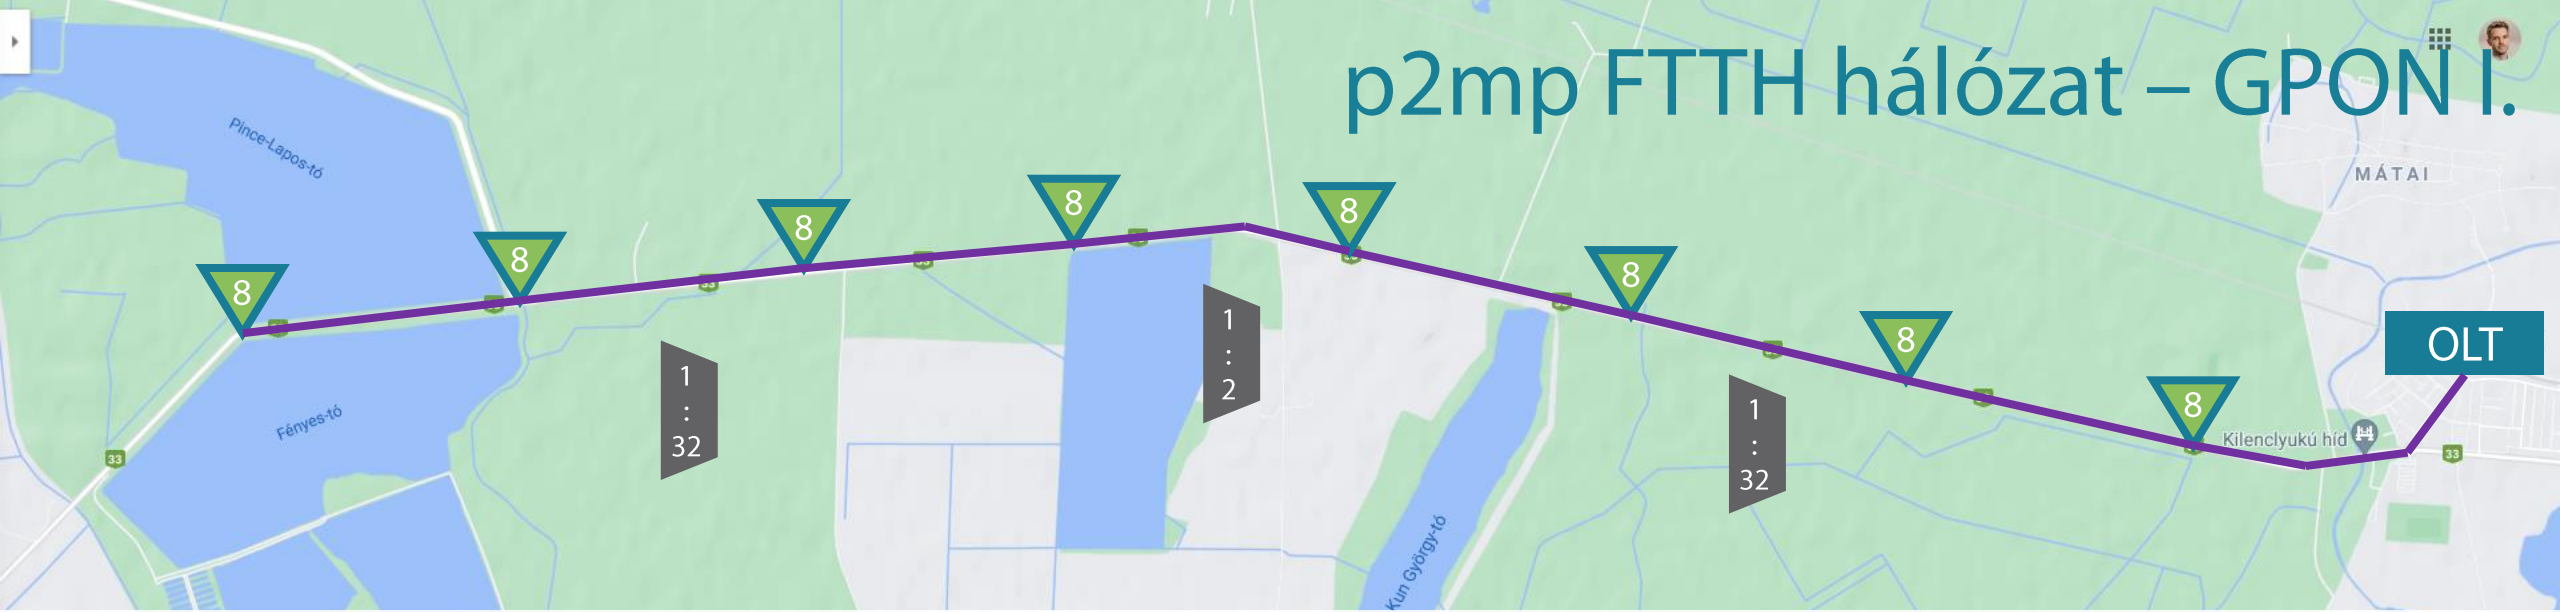 p2mp FTTH hálózat – GPON I.
Pince-Lapos-tó
MÁTAI
8
8
8
8
8
8
8
8
1
:
32
1
:
2
1
:
32
OLT
Fényes-tó
Kilenclyukú híd
33
33
Kun György-tó